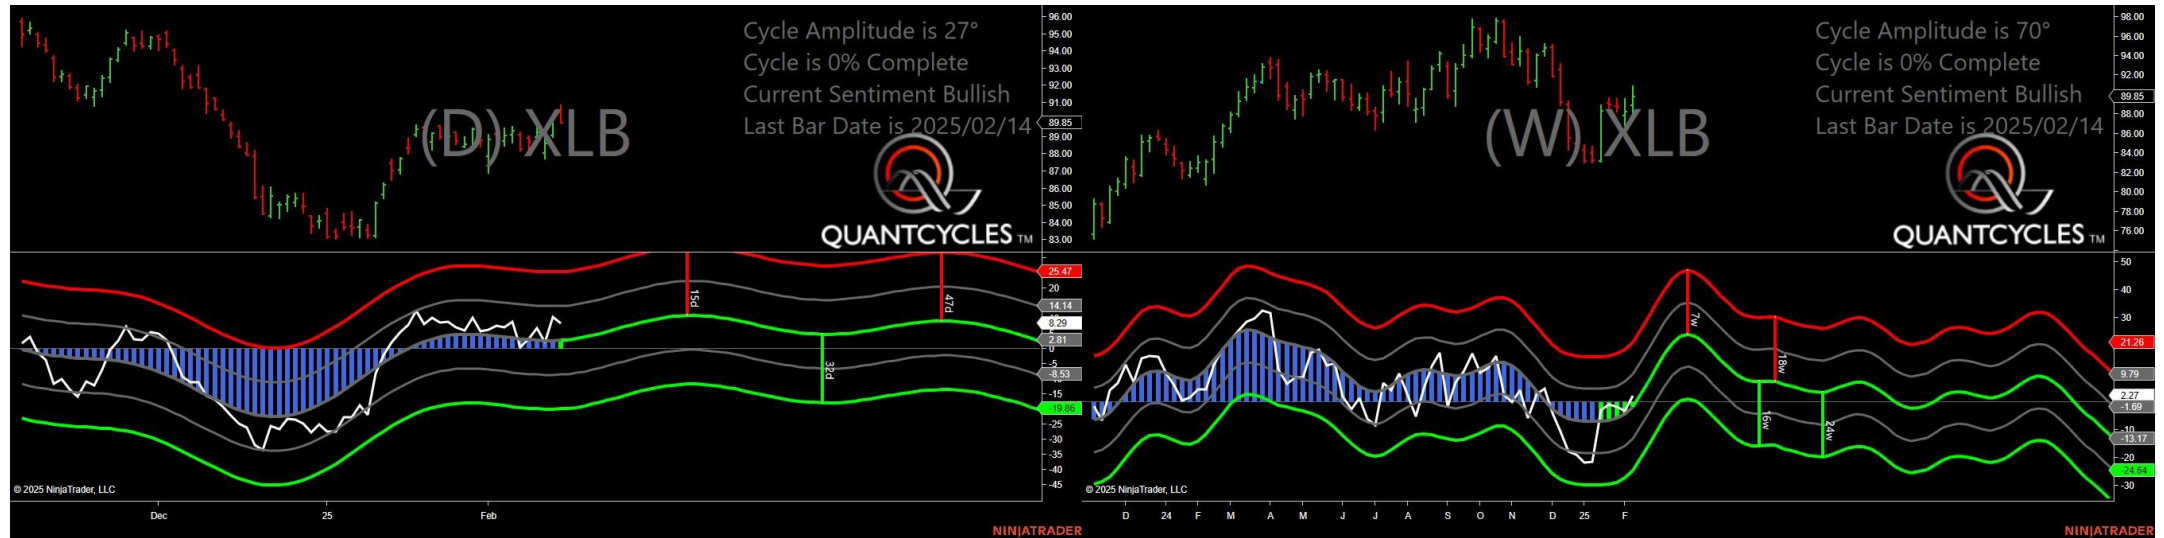 Cycle Amplitude is 27°
Cycle is 0% Complete
Current Sentiment Bullish
Last Bar Date is 2025/02/14
(D) XLB
QUANTCYCLES TM
96.00
95.00
94.00
93.00
92.00
91.00
89.85
89.00
88.00
87.00
86.00
85.00
84.00
83.00
15d
47d
32d
25.47
20
14.14
8.29
2.81
0
-5
-8.53
-15
-19.86
-25
-30
-35
-40
-45
© 2025 NinjaTrader, LLC
Dec
25
Feb
NINJATRADER
Cycle Amplitude is 70°
Cycle is 0% Complete
Current Sentiment Bullish
Last Bar Date is 2025/02/14
(W) XLB
QUANTCYCLES TM
98.00
96.00
94.00
92.00
89.85
88.00
86.00
84.00
82.00
80.00
78.00
76.00
7w
18w
16w
24w
50
40
30
21.26
9.79
2.27
-1.69
-10
-13.17
-20
-24.64
-30
© 2025 NinjaTrader, LLC
D
24
F
M
A
M
J
J
A
S
O
N
D
25
F
NINJATRADER